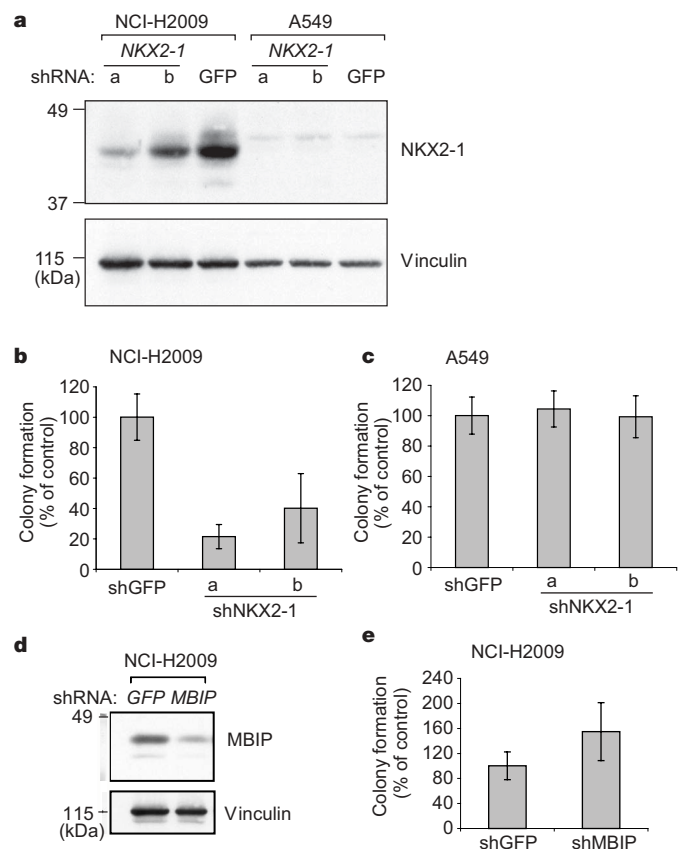 a
NCI-H2009 A549
NKX2-1 NKX2-1
shRNA: a b GFP a b GFP
49
NKX2-1
37
115
(kDa)
Vinculin
b NCI-H2009
Colony formation
(% of control)
120
100
80
60
40
20
0
shGFP a b
shNKX2-1
c A549
Colony formation
(% of control)
120
100
80
60
40
20
0
shGFP a b
shNKX2-1
d
NCI-H2009
shRNA: GFP MBIP
49
MBIP
115
(kDa)
Vinculin
e NCI-H2009
Colony formation
(% of control)
240
200
160
120
80
40
0
shGFP shMBIP